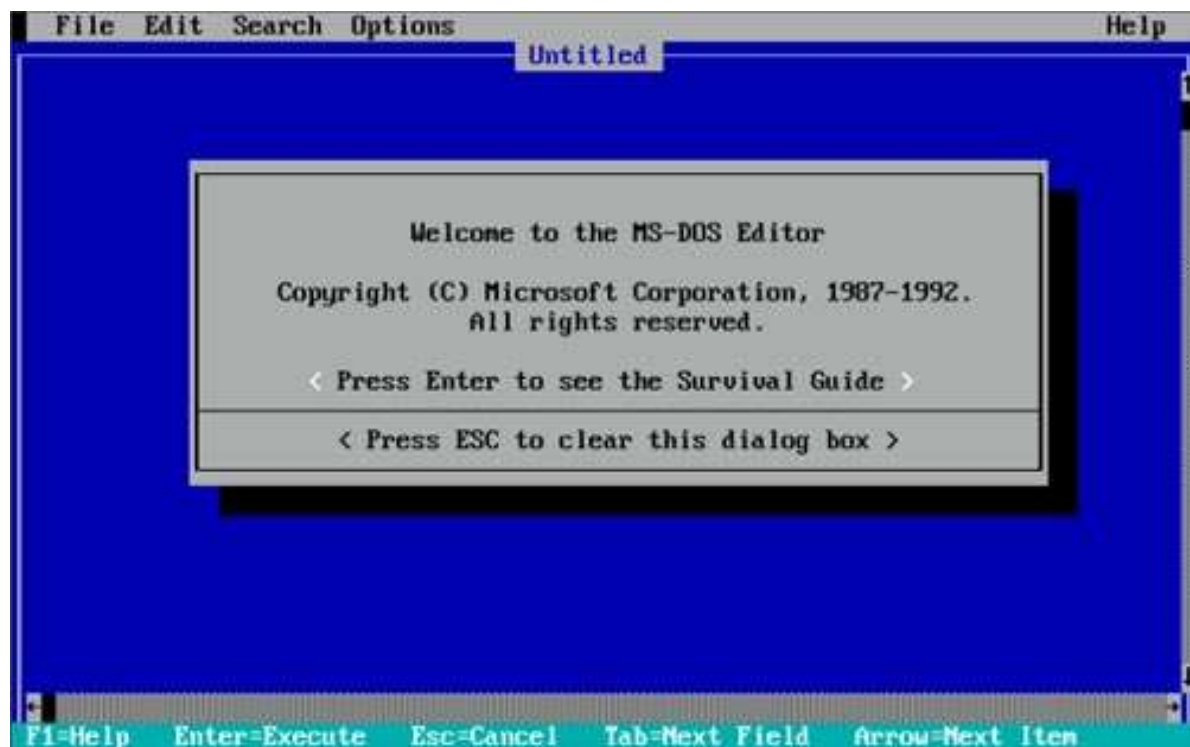 File Edit Search Options Help
Untitled
Welcome to the MS-DOS Editor
Copyright (C) Microsoft Corporation, 1987-1992.
All rights reserved.
< Press Enter to see the Survival Guide >
< Press ESC to clear this dialog box >
F1=Help Enter=Execute Esc=Cancel Tab=Next Field Arrow=Next Item